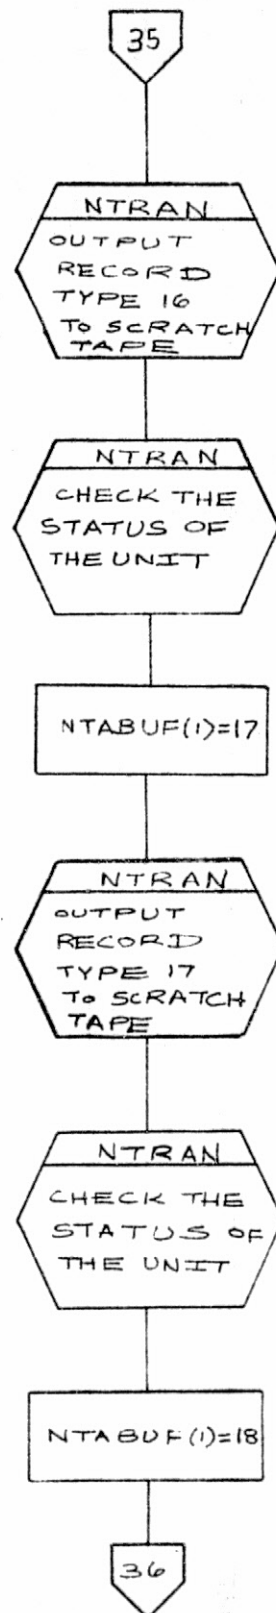 35
NTRAN
OUTPUT
RECORD
TYPE 16
TO SCRATCH
TAPE
NTRAN
CHECK THE
STATUS OF
THE UNIT
NTABUF(1)=17
NTRAN
OUTPUT
RECORD
TYPE 17
TO SCRATCH
TAPE
NTRAN
CHECK THE
STATUS OF
THE UNIT
NTABUF(1)=18
36